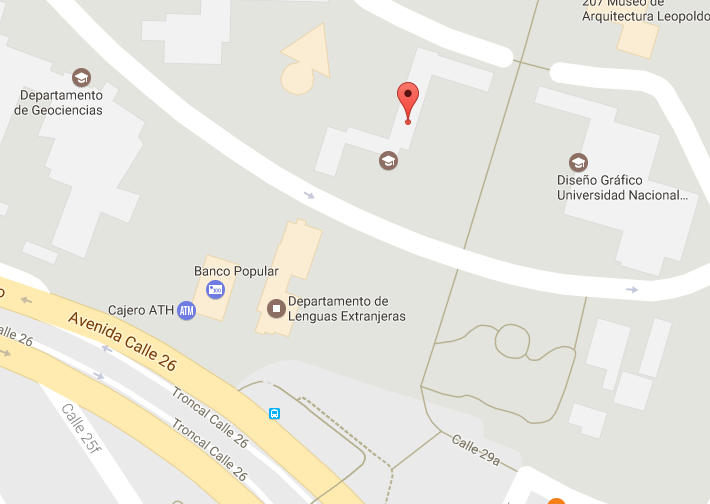 207 Museo de
Arquitectura Leopoldo
Departamento
de Geociencias
Diseño Gráfico
Universidad Nacional...
Banco Popular
Cajero ATH
ATM
Departamento de
Lenguas Extranjeras
o
Avenida Calle 26
alle 26
Troncal Calle 26
Troncal Calle 26
Calle 25f
Calle 29a